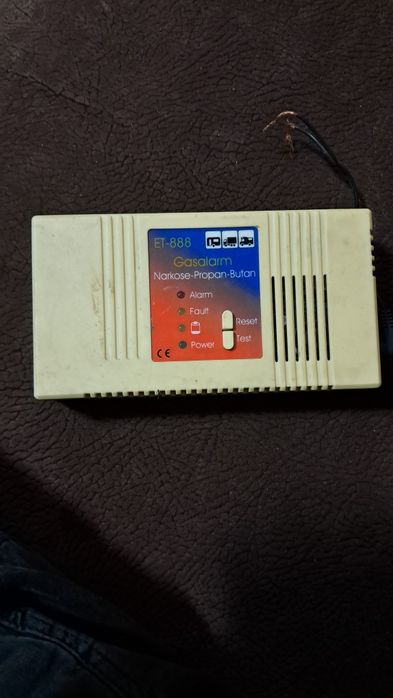 ET-888
Gasalarm
Narkose-Propan-Butan
Alarm
Fault
Reset
Test
Power
CE